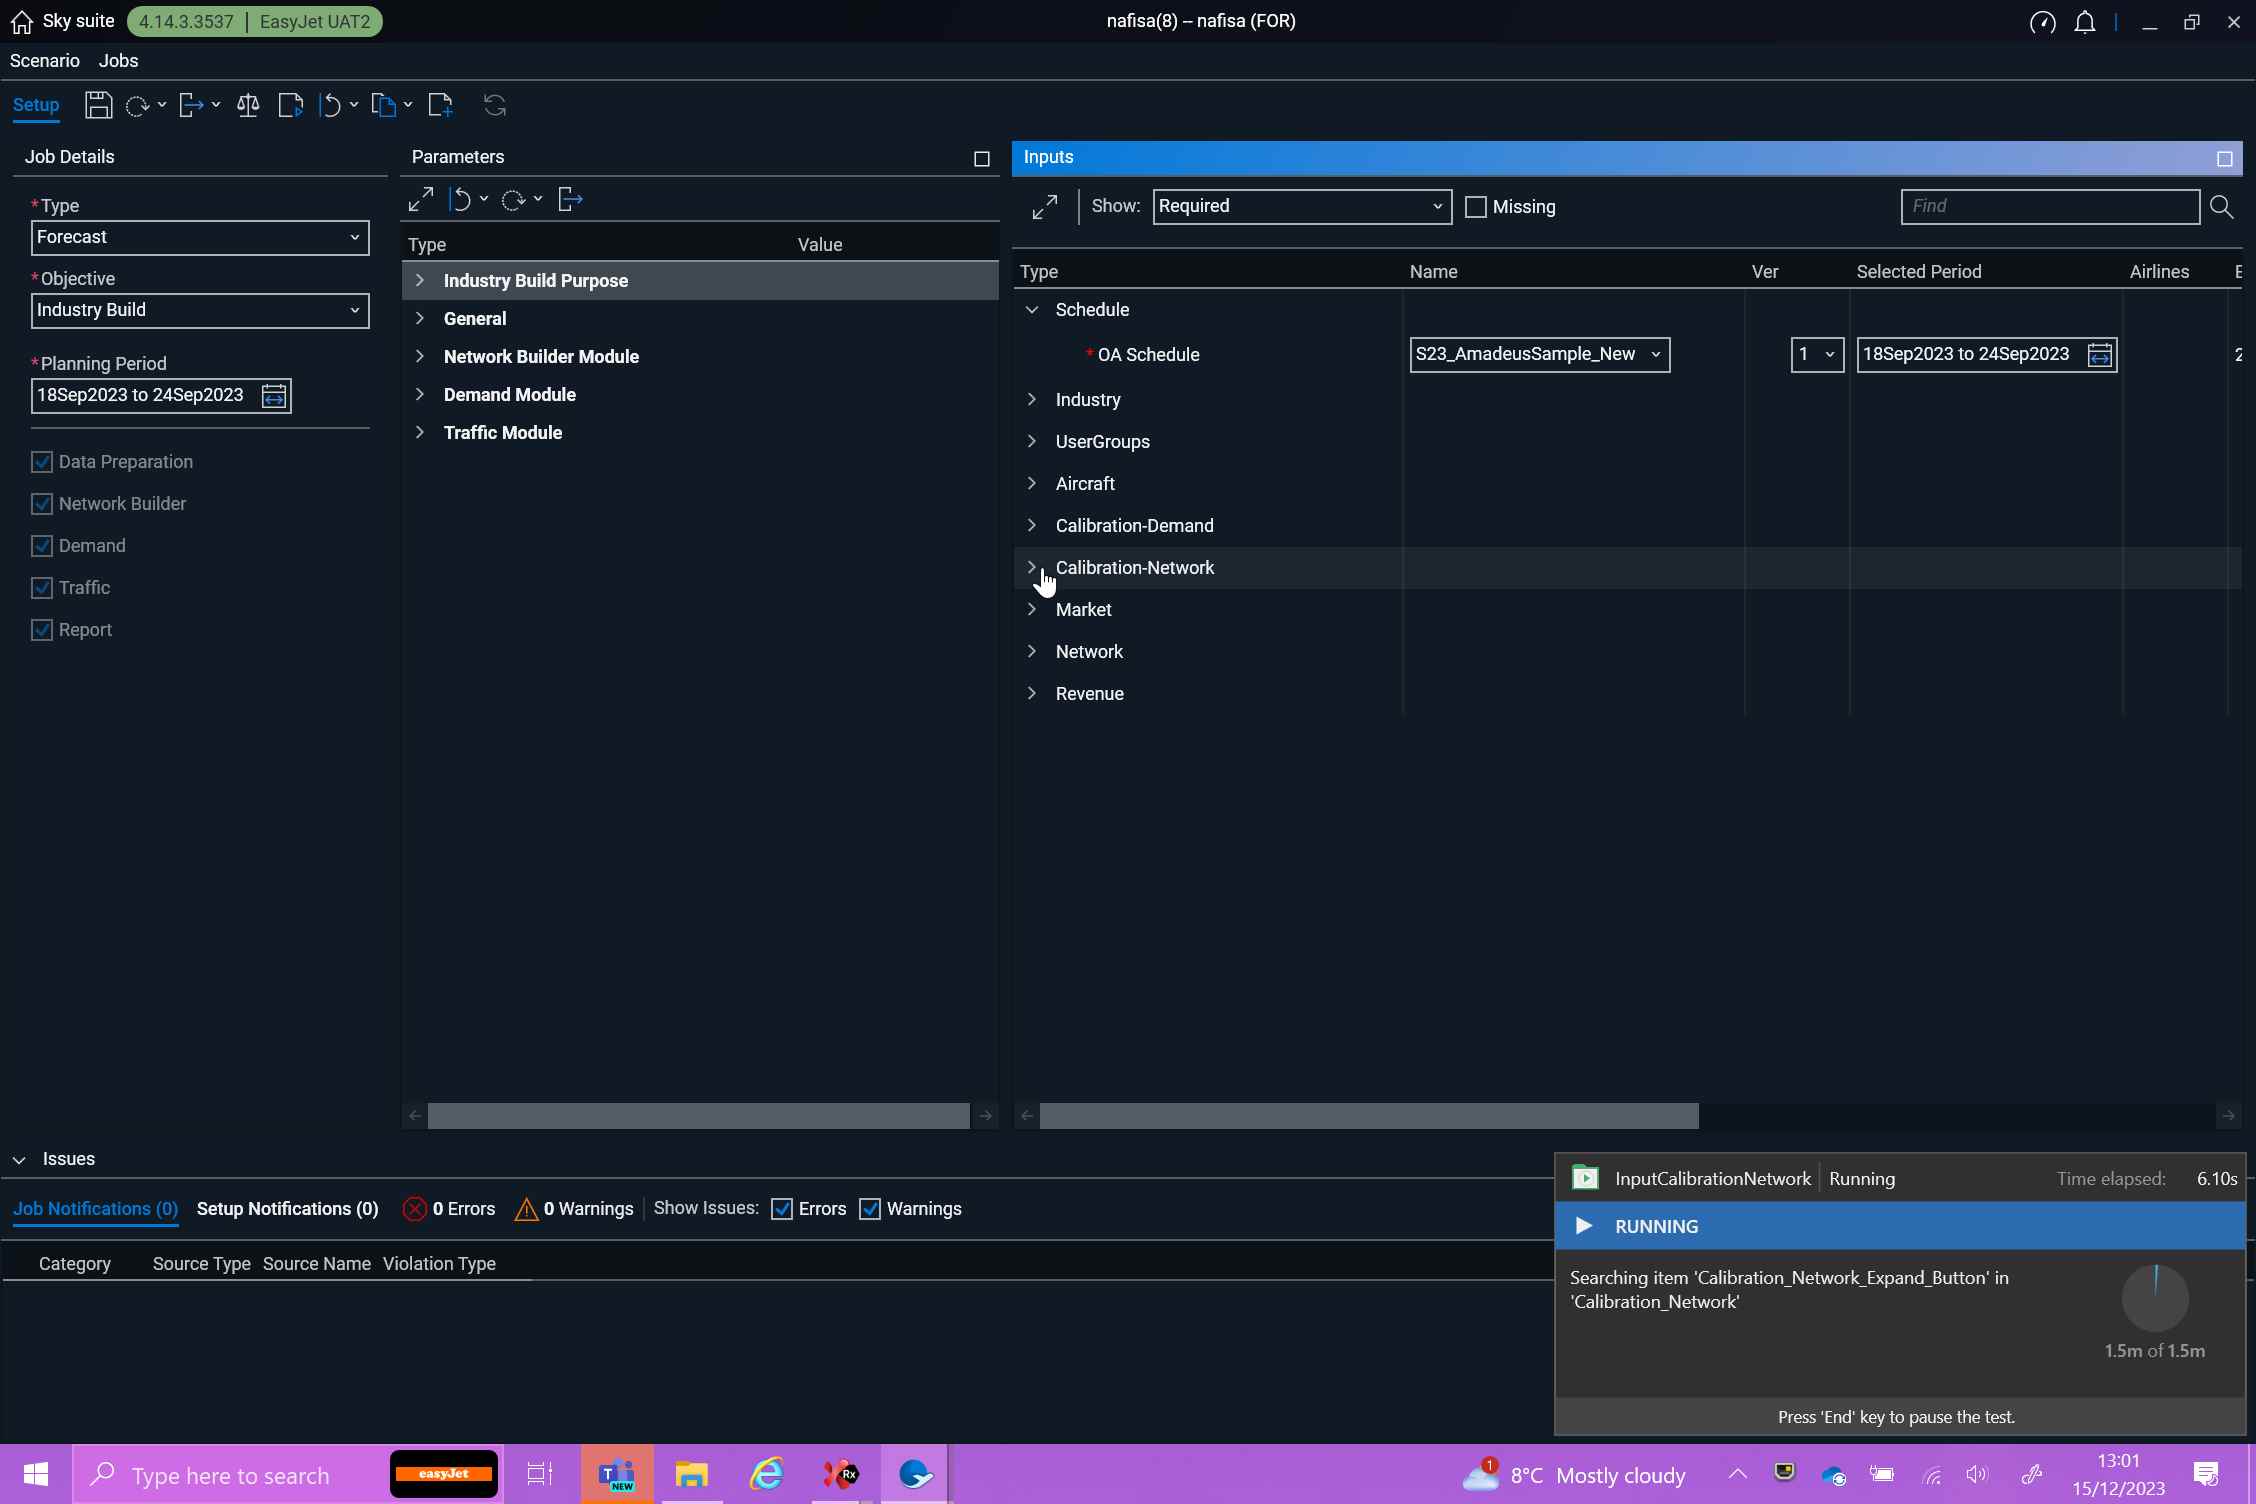 Sky suite 4.14.3.3537 | EasyJet UAT2 nafisa(8) – nafisa (FOR)
Scenario Jobs
Setup
Job Details
*Type
Forecast
*Objective
Industry Build
*Planning Period
18Sep2023 to 24Sep2023
Data Preparation
Network Builder
Demand
Traffic
Report
Parameters
Type Value
Industry Build Purpose
General
Network Builder Module
Demand Module
Traffic Module
Inputs
Show: Required Missing Find
Type Name Ver Selected Period Airlines
Schedule
* OA Schedule S23_AmadeusSample_New 1 18Sep2023 to 24Sep2023
Industry
UserGroups
Aircraft
Calibration-Demand
Calibration-Network
Market
Network
Revenue
Issues
Job Notifications (0) Setup Notifications (0) 0 Errors 0 Warnings Show Issues: Errors Warnings
Category Source Type Source Name Violation Type
InputCalibrationNetwork Running Time elapsed: 6.10s
RUNNING
Searching item 'Calibration_Network_Expand_Button' in
'Calibration_Network'
1.5m of 1.5m
Press 'End' key to pause the test.
Type here to search easyJet T NEW Rx 1 8°C Mostly cloudy 13:01
15/12/2023